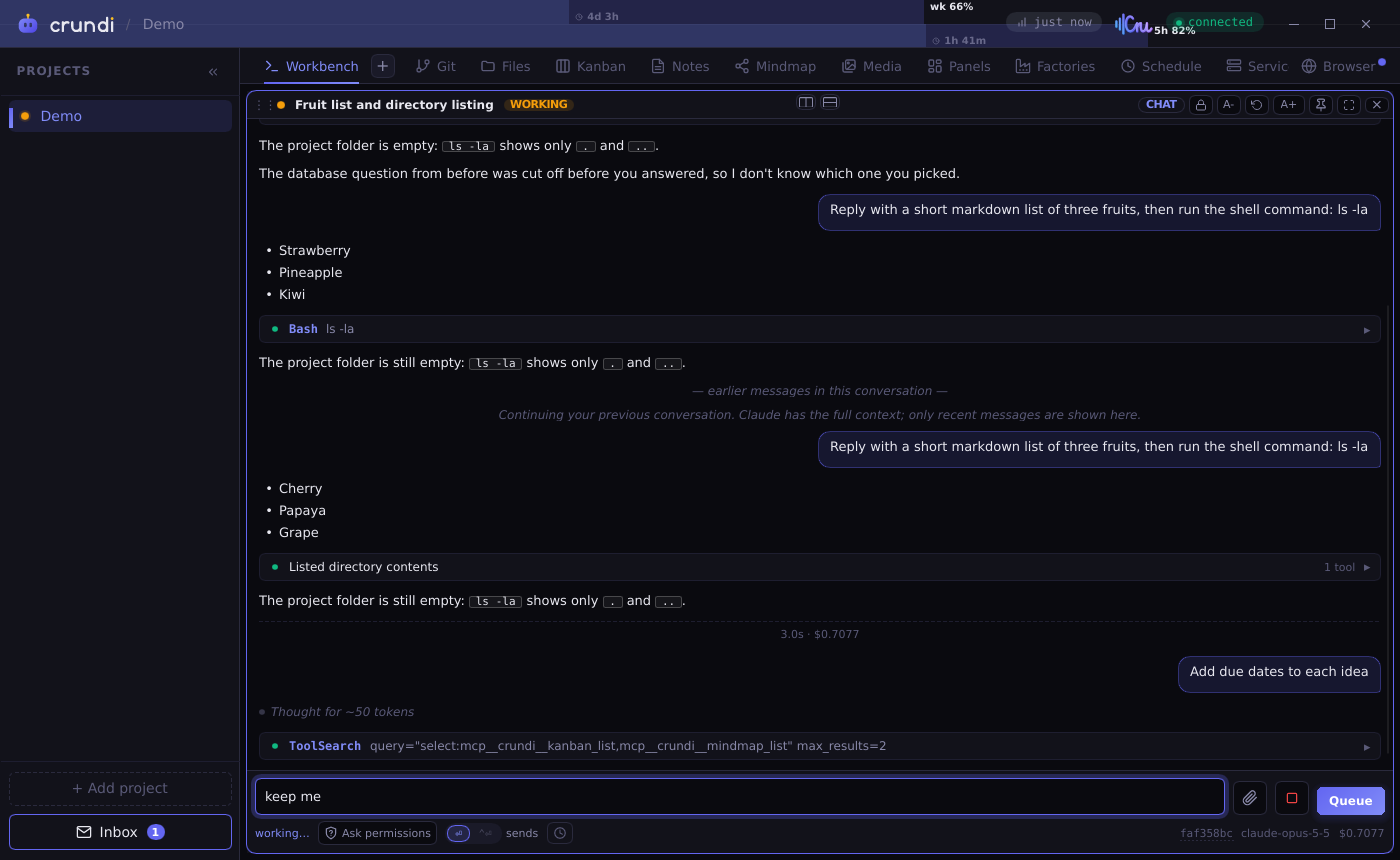 crundi / Demo
4d 3h
wk 66%
1h 41m
just now
Cru
5h 82%
connected
PROJECTS «
Demo
+ Add project
Inbox 1
Workbench + Git Files Kanban Notes Mindmap Media Panels Factories Schedule Servic Browser
Fruit list and directory listing WORKING
CHAT A- A+
The project folder is empty: ls -la shows only . and ...
The database question from before was cut off before you answered, so I don't know which one you picked.
Reply with a short markdown list of three fruits, then run the shell command: ls -la
• Strawberry
• Pineapple
• Kiwi
Bash ls -la
The project folder is still empty: ls -la shows only . and ...
— earlier messages in this conversation —
Continuing your previous conversation. Claude has the full context; only recent messages are shown here.
Reply with a short markdown list of three fruits, then run the shell command: ls -la
• Cherry
• Papaya
• Grape
Listed directory contents 1 tool
The project folder is still empty: ls -la shows only . and ...
3.0s · $0.7077
Add due dates to each idea
Thought for ~50 tokens
ToolSearch query="select:mcp__crundi__kanban_list,mcp__crundi__mindmap_list" max_results=2
keep me
Queue
working... Ask permissions sends
faf358bc claude-opus-5-5 $0.7077